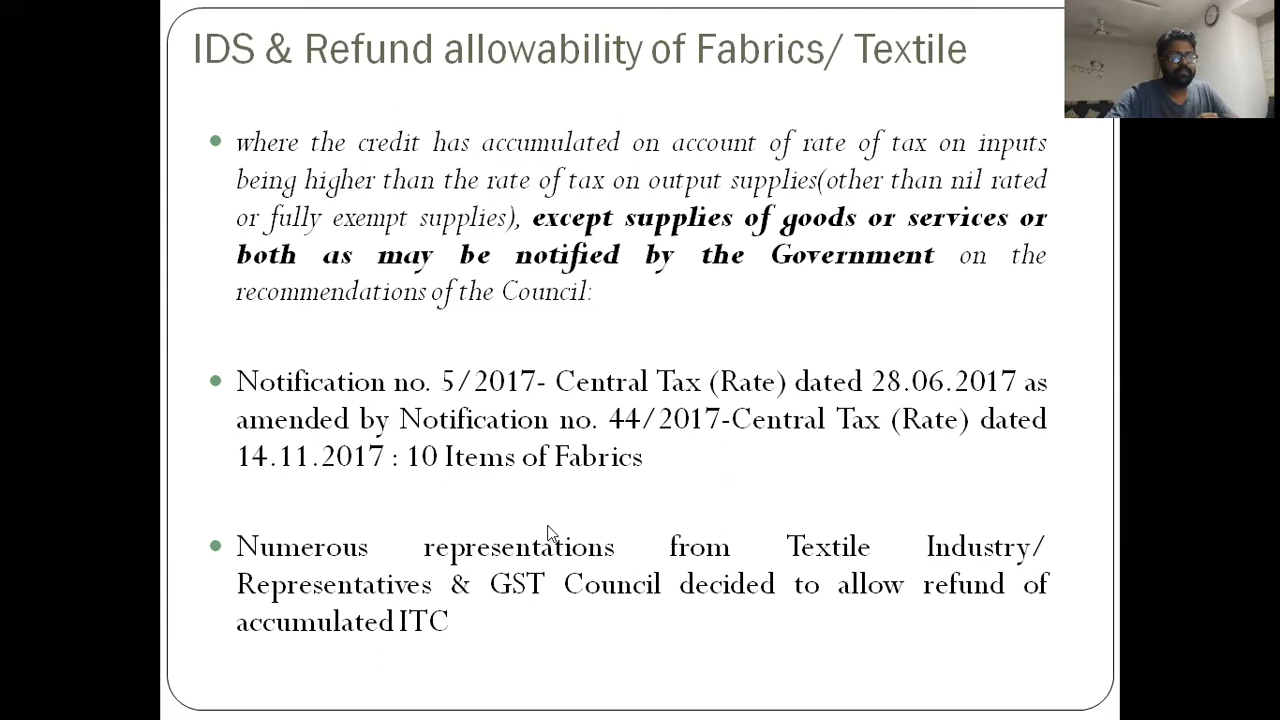 IDS & Refund allowability of Fabrics/ Textile
where the credit has accumulated on account of rate of tax on inputs
being higher than the rate of tax on output supplies(other than nil rated
or fully exempt supplies), except supplies of goods or services or
both as may be notified by the Government on the
recommendations of the Council:
Notification no. 5/2017- Central Tax (Rate) dated 28.06.2017 as
amended by Notification no. 44/2017-Central Tax (Rate) dated
14.11.2017 : 10 Items of Fabrics
Numerous representations from Textile Industry/
Representatives & GST Council decided to allow refund of
accumulated ITC